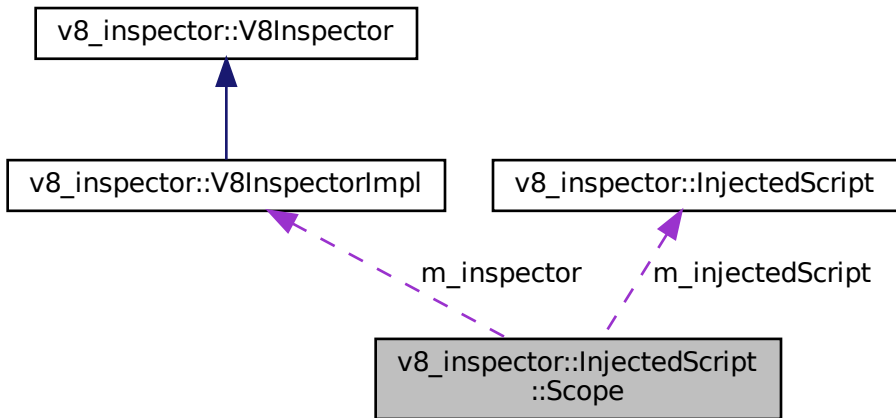 v8_inspector::V8Inspector
v8_inspector::V8InspectorImpl
v8_inspector::InjectedScript
m_inspector
m_injectedScript
v8_inspector::InjectedScript
::Scope